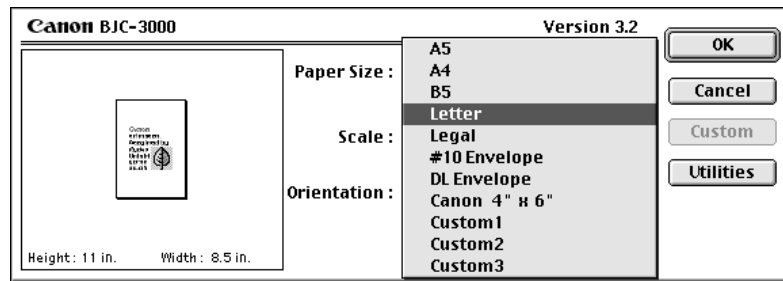 Canon BJC-3000
Version 3.2
Paper Size :
A5
A4
B5
Letter
Legal
#10 Envelope
DL Envelope
Canon 4" x 6"
Custom1
Custom2
Custom3
Scale :
Orientation :
OK
Cancel
Custom
Utilities
Height : 11 in. Width : 8.5 in.